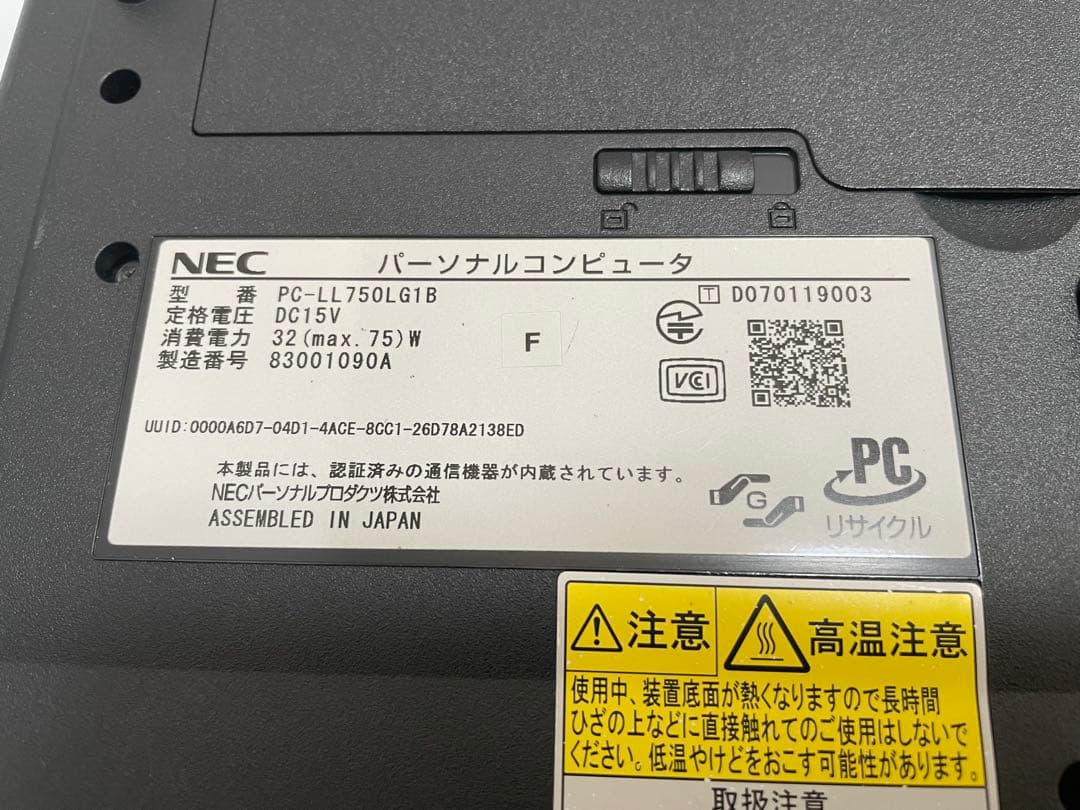 NEC パーソナルコンピュータ
型 番 PC-LL750LG1B
定格電圧 DC15V
消費電力 32(max.75)W
製造番号 83001090A
F
T D070119003
VCI
UUID:0000A6D7-04D1-4ACE-8CC1-26D78A2138ED
本製品には、認証済みの通信機器が内蔵されています。
NECパーソナルプロダクツ株式会社
ASSEMBLED IN JAPAN
G
PC
リサイクル
注意 高温注意
使用中、装置底面が熱くなりますので長時間
ひざの上などに直接触れてのご使用はしないで
ください。低温やけどをおこす可能性があります。
取扱注意